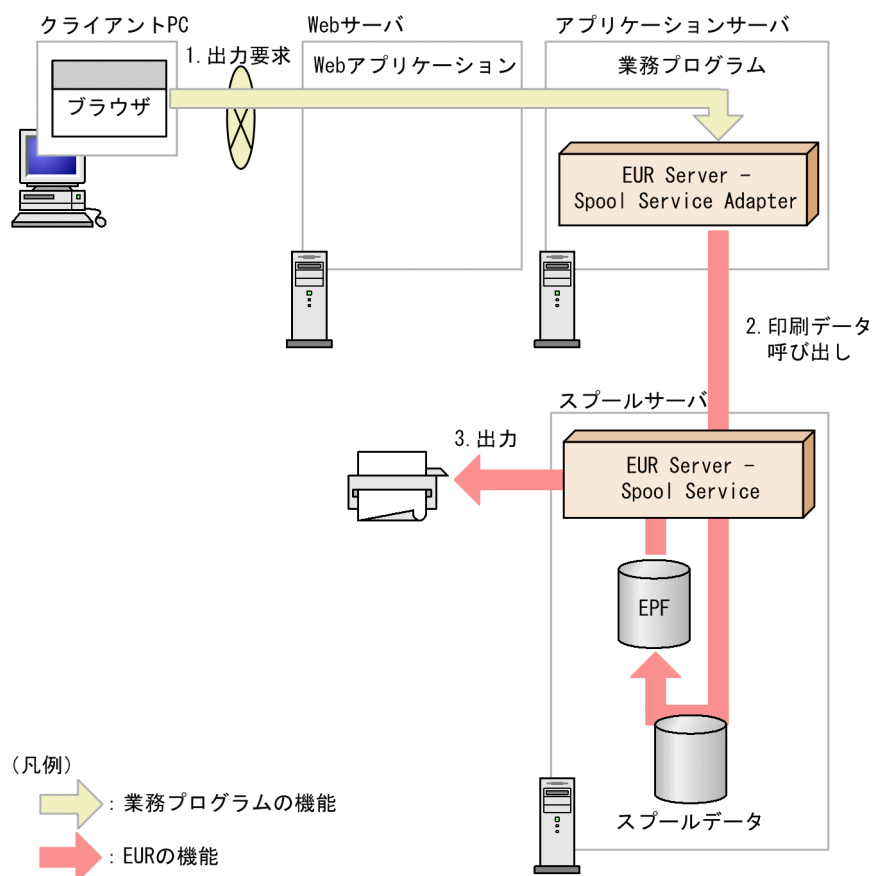 クライアントPC
Webサーバ
アプリケーションサーバ
1. 出力要求
Webアプリケーション
業務プログラム
ブラウザ
EUR Server －
Spool Service Adapter
2. 印刷データ
呼び出し
スプールサーバ
3. 出力
EUR Server －
Spool Service
EPF
スプールデータ
(凡例)
: 業務プログラムの機能
: EURの機能